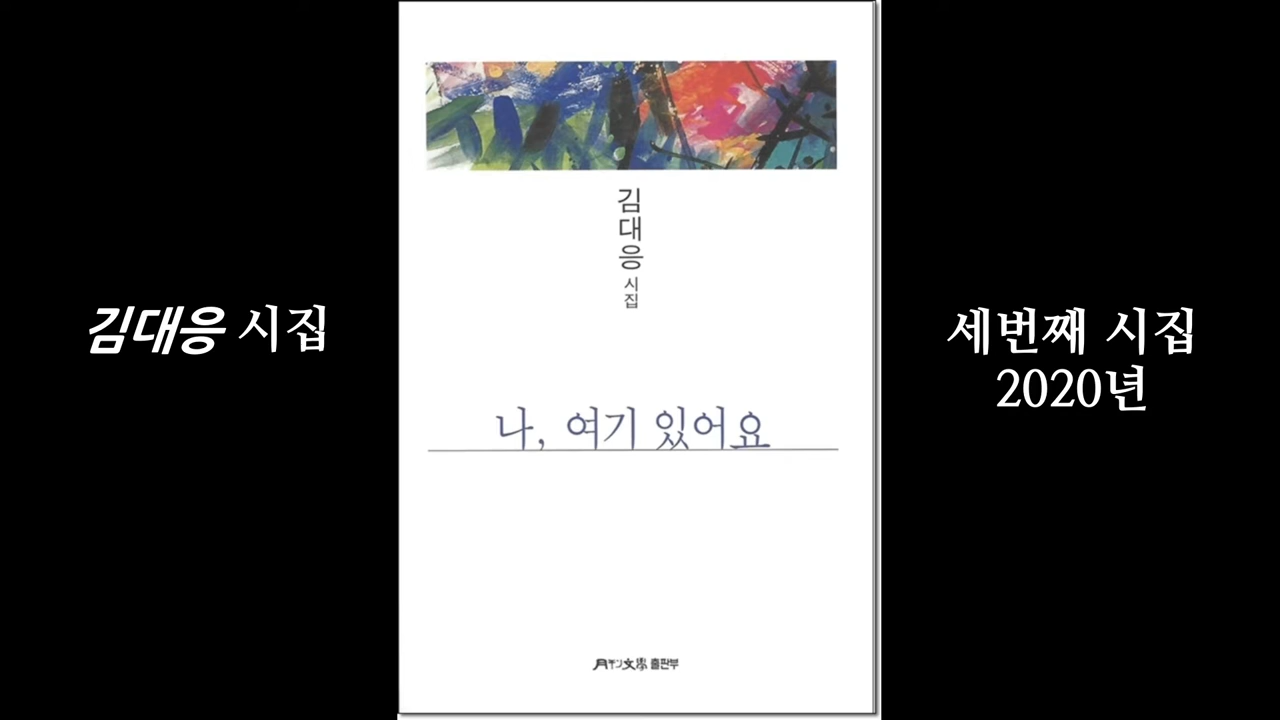 김대응 시집
김대응 시집
나, 여기 있어요
月刊文學 출판부
세번째 시집
2020년